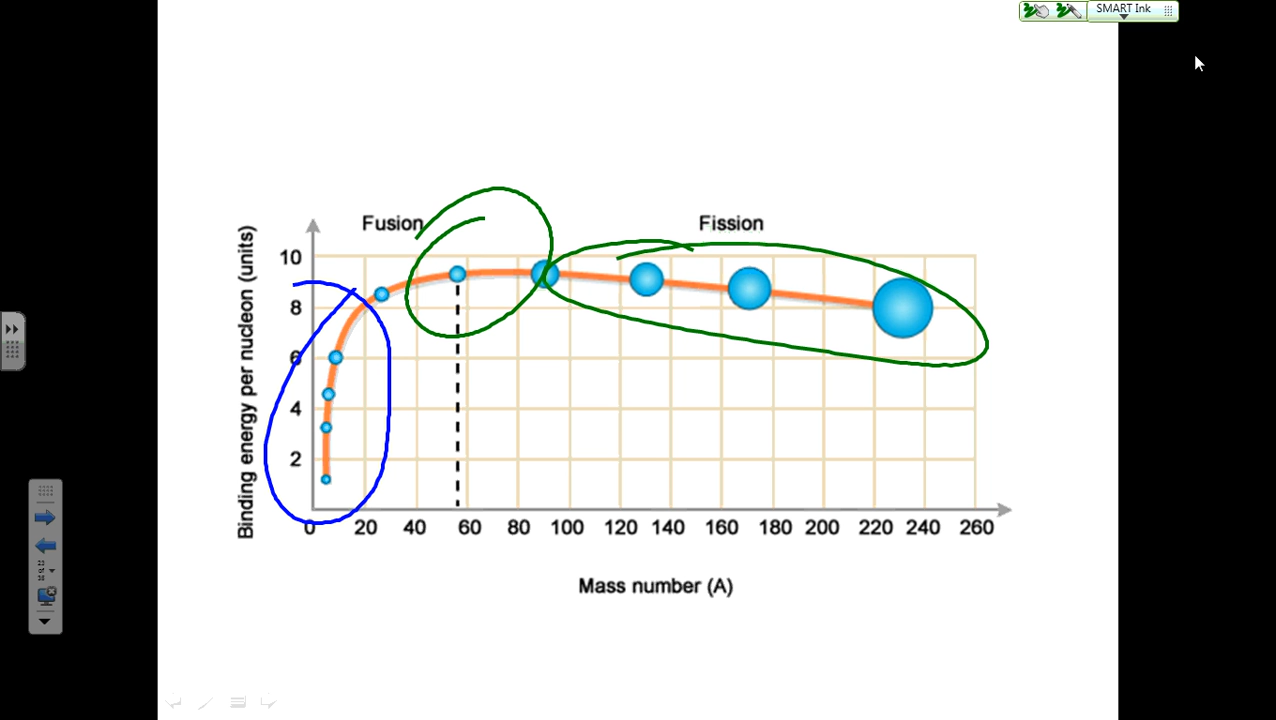 SMART Ink
Fusion
Fission
Binding energy per nucleon (units)
10
8
6
4
2
0 20 40 60 80 100 120 140 160 180 200 220 240 260
Mass number (A)
of